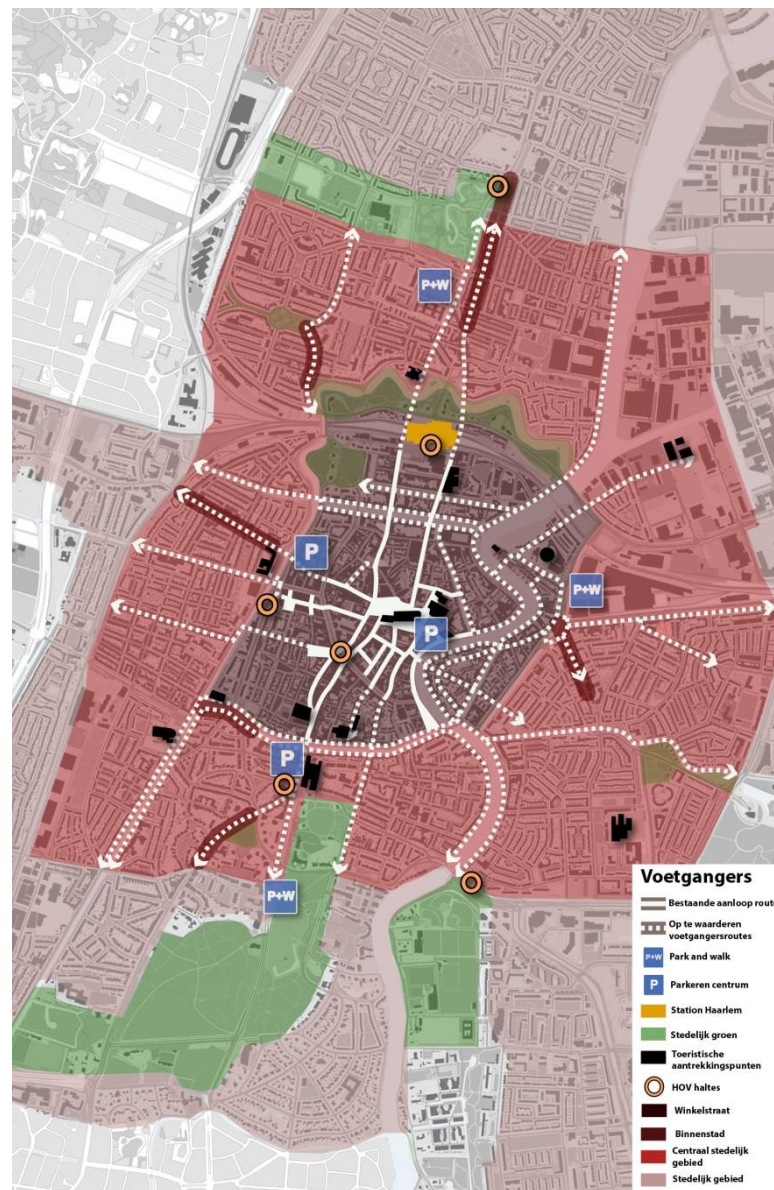 P+W
P
P+W
P
P
P+W
Voetgangers
Bestaande aanloop route
Op te waarderen
voetgangersroutes
P+W
Park and walk
P
Parkeren centrum
Station Haarlem
Stedelijk groen
Toeristische
aantrekkingspunten
HOV haltes
Winkelstraat
Binnenstad
Centraal stedelijk
gebied
Stedelijk gebied